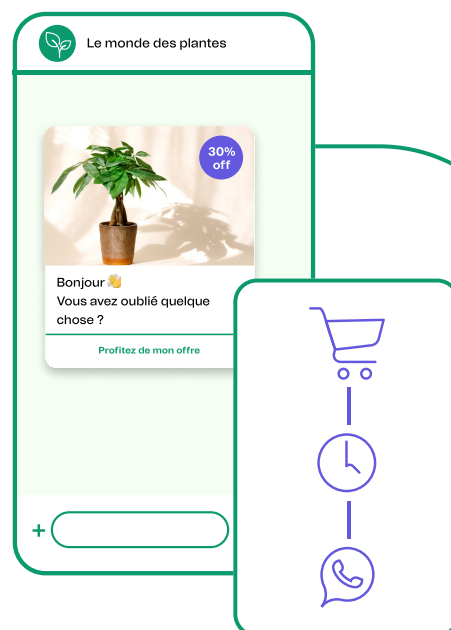 Le monde des plantes
30%
off
Bonjour 👋
Vous avez oublié quelque
chose ?
Profitez de mon offre
+